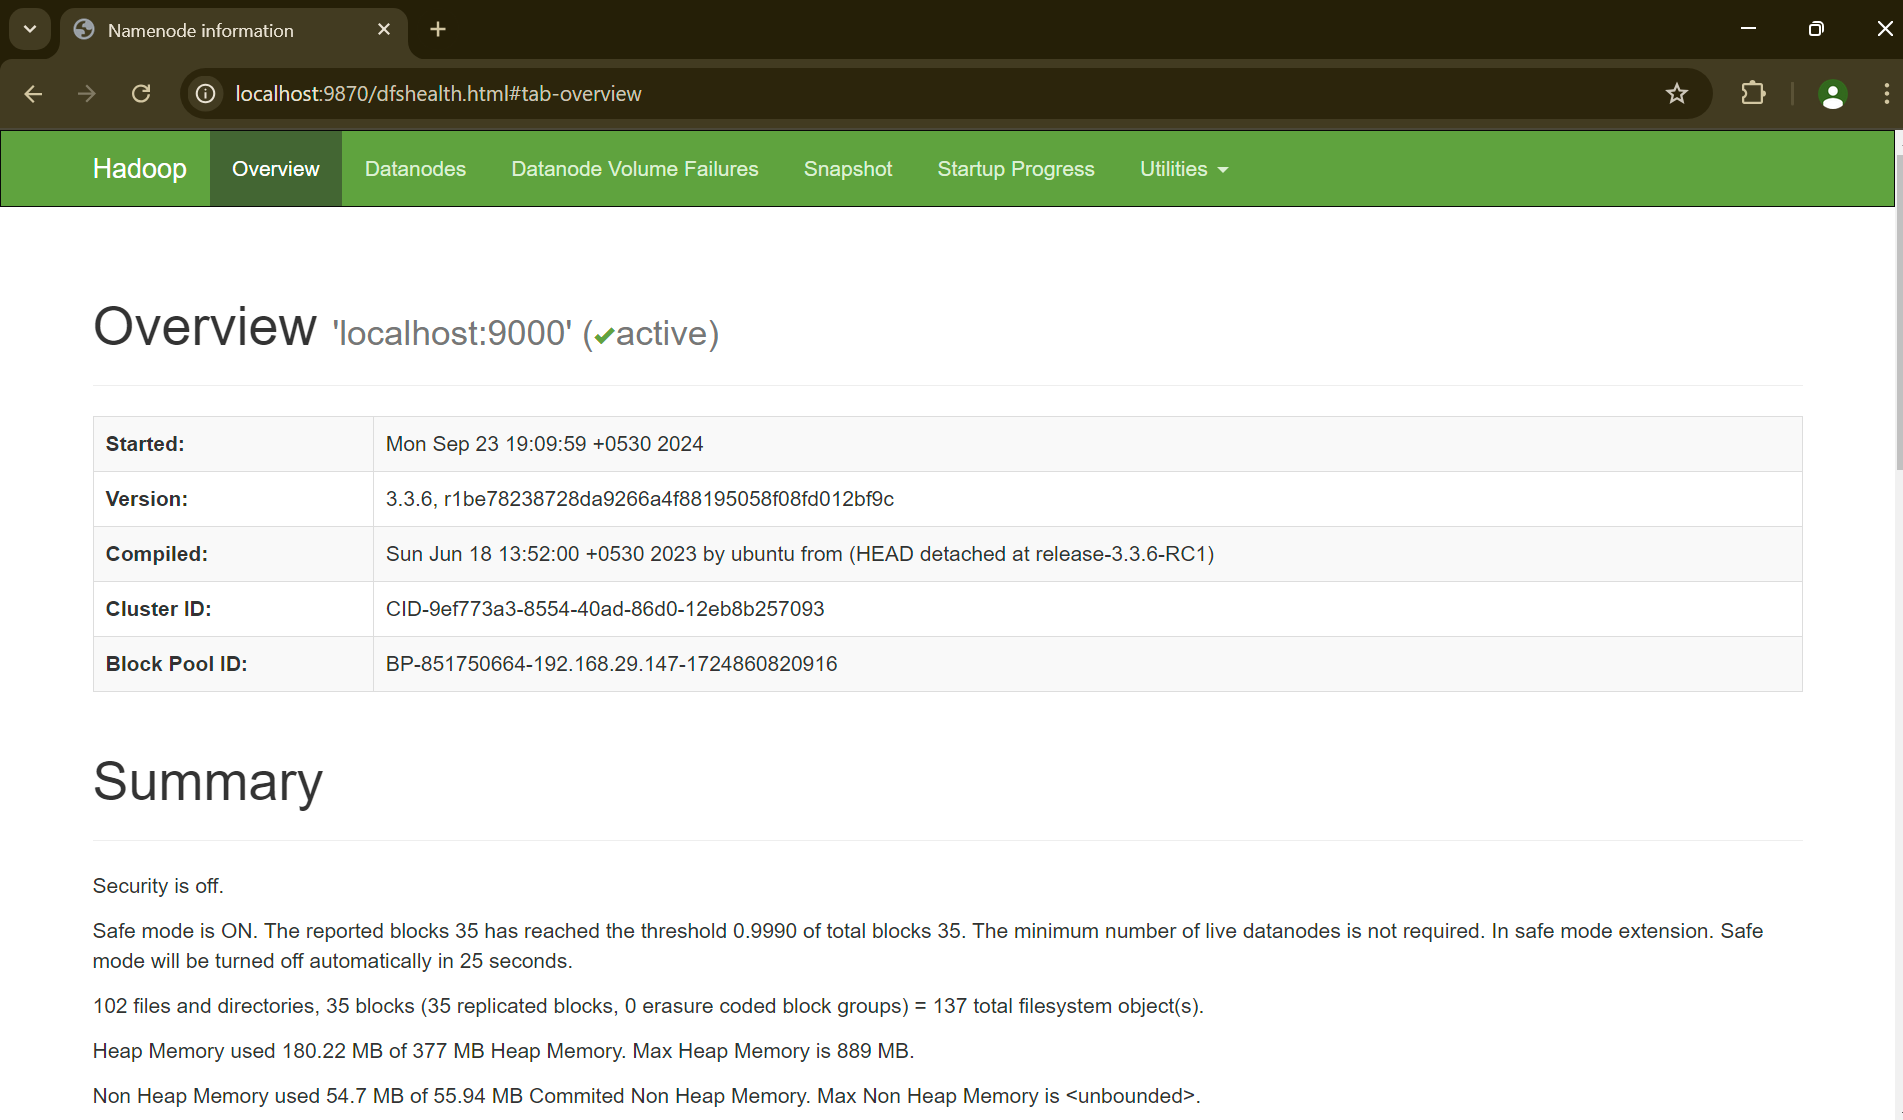 Namenode information
localhost:9870/dfshealth.html#tab-overview
Hadoop Overview Datanodes Datanode Volume Failures Snapshot Startup Progress Utilities
Overview 'localhost:9000' (✔active)
Started: Mon Sep 23 19:09:59 +0530 2024
Version: 3.3.6, r1be78238728da9266a4f88195058f08fd012bf9c
Compiled: Sun Jun 18 13:52:00 +0530 2023 by ubuntu from (HEAD detached at release-3.3.6-RC1)
Cluster ID: CID-9ef773a3-8554-40ad-86d0-12eb8b257093
Block Pool ID: BP-851750664-192.168.29.147-1724860820916
Summary
Security is off.
Safe mode is ON. The reported blocks 35 has reached the threshold 0.9990 of total blocks 35. The minimum number of live datanodes is not required. In safe mode extension. Safe
mode will be turned off automatically in 25 seconds.
102 files and directories, 35 blocks (35 replicated blocks, 0 erasure coded block groups) = 137 total filesystem object(s).
Heap Memory used 180.22 MB of 377 MB Heap Memory. Max Heap Memory is 889 MB.
Non Heap Memory used 54.7 MB of 55.94 MB Commited Non Heap Memory. Max Non Heap Memory is <unbounded>.